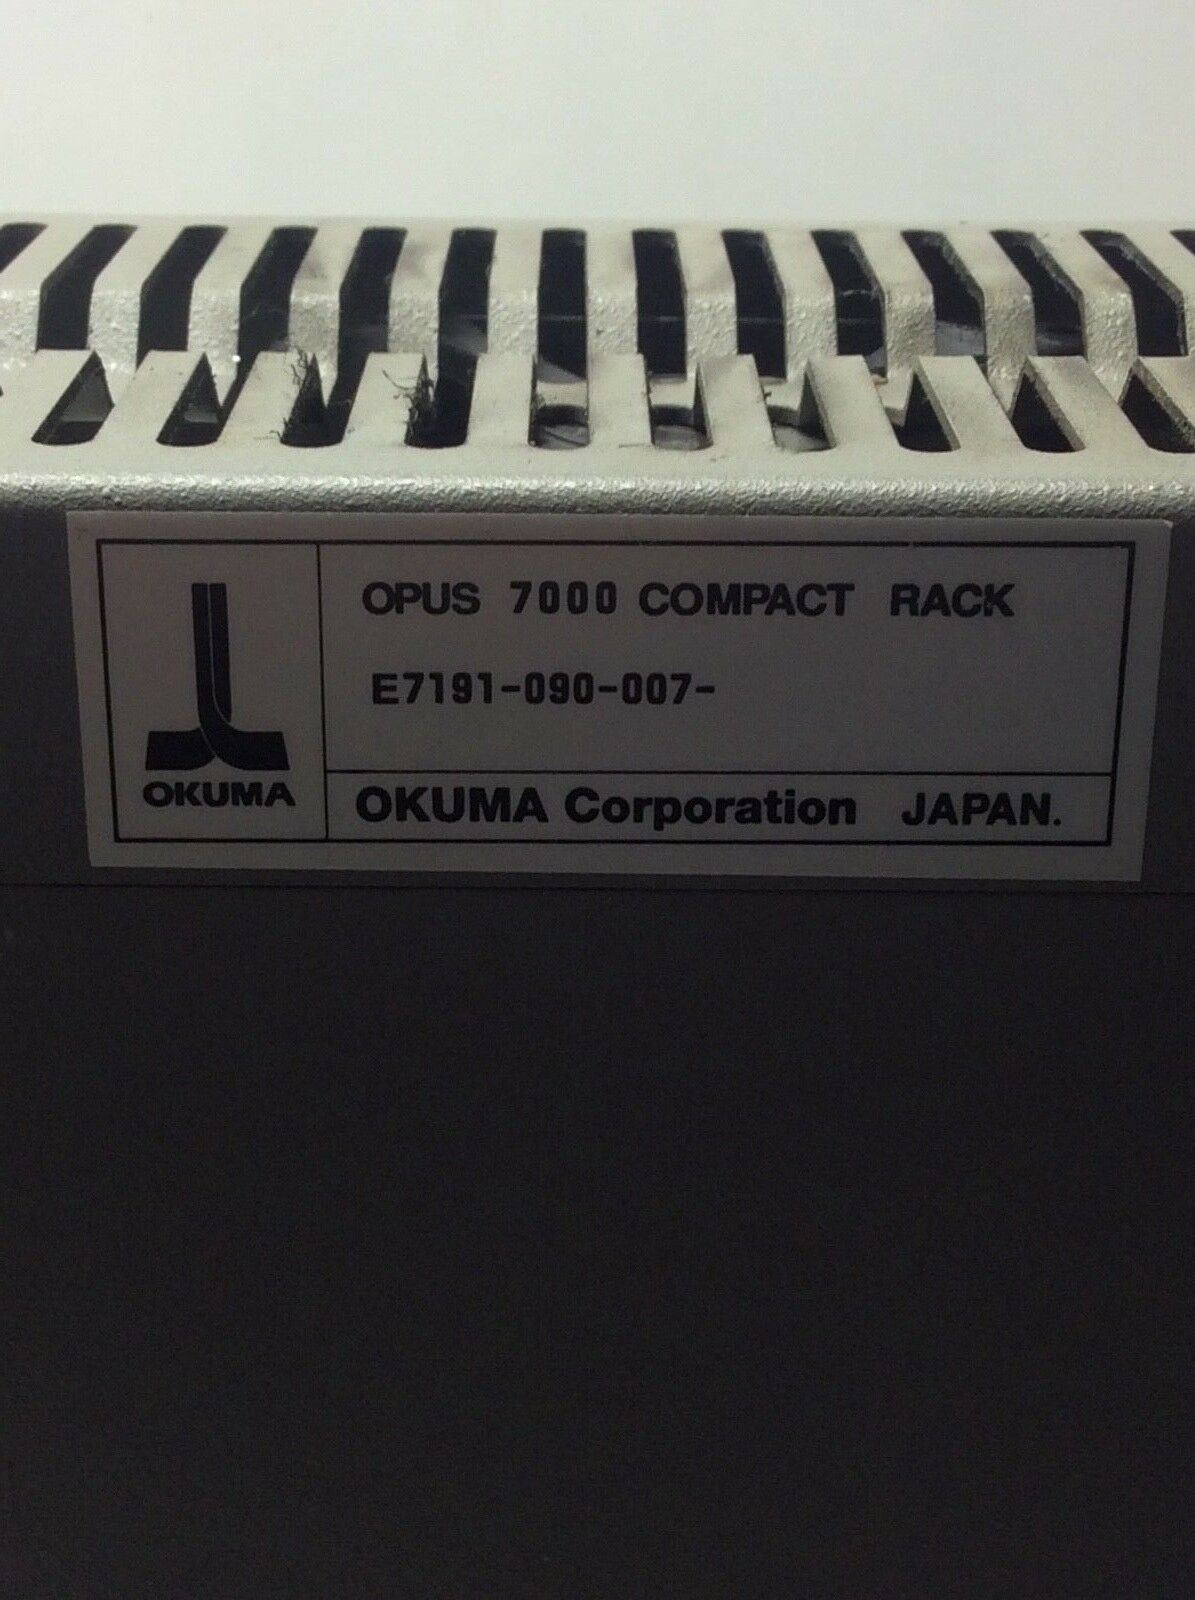 OPUS 7000 COMPACT RACK
E7191-090-007-
OKUMA
OKUMA Corporation JAPAN.